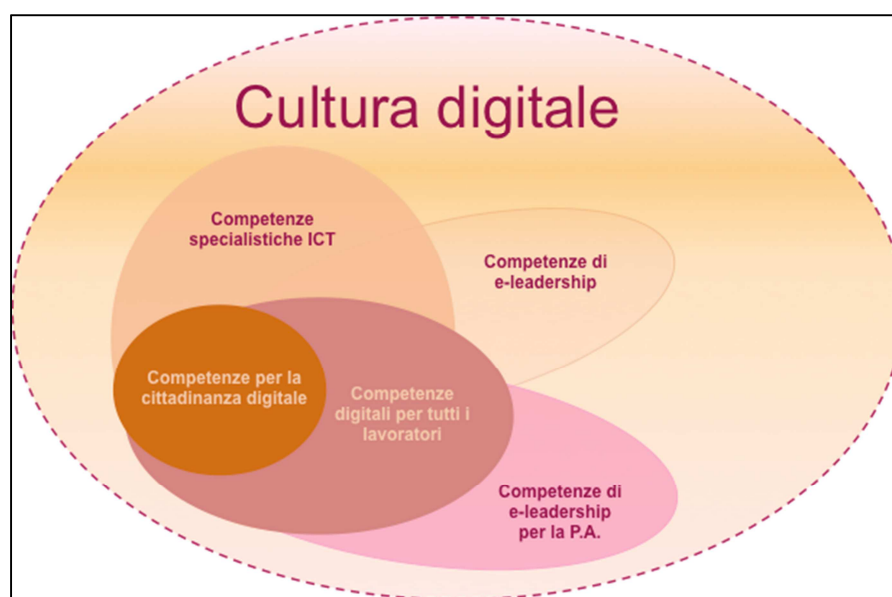 Cultura digitale
Competenze
specialistiche ICT
Competenze di
e-leadership
Competenze per la
cittadinanza digitale
Competenze
digitali per tutti i
lavoratori
Competenze di
e-leadership
per la P.A.